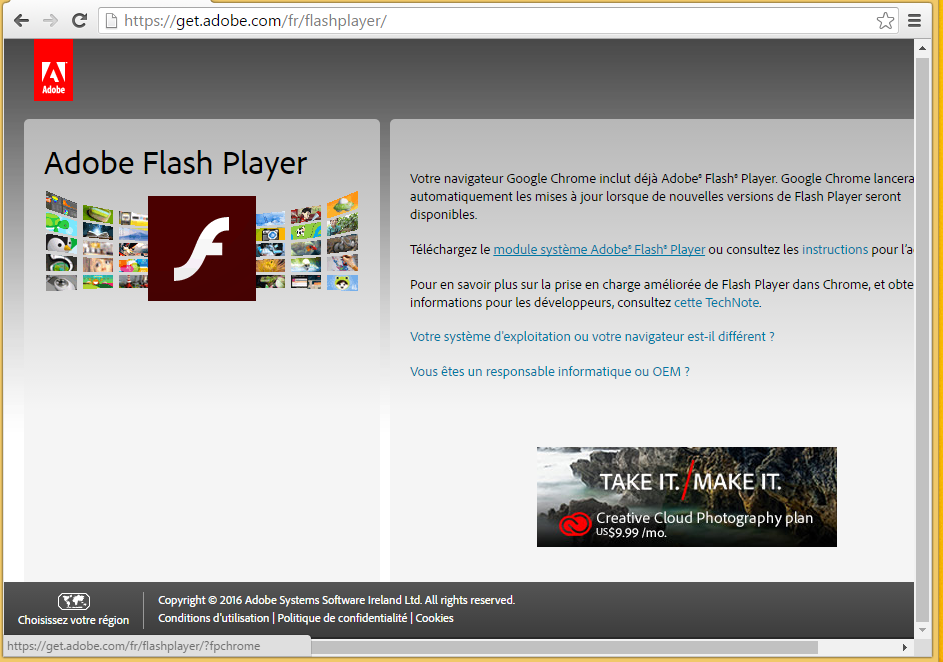 https://get.adobe.com/fr/flashplayer/
Adobe
Adobe Flash Player
Votre navigateur Google Chrome inclut déjà Adobe® Flash® Player. Google Chrome lancera
automatiquement les mises à jour lorsque de nouvelles versions de Flash Player seront
disponibles.
Téléchargez le module système Adobe® Flash® Player ou consultez les instructions pour l'a
Pour en savoir plus sur la prise en charge améliorée de Flash Player dans Chrome, et obte
informations pour les développeurs, consultez cette TechNote.
Votre système d'exploitation ou votre navigateur est-il différent ?
Vous êtes un responsable informatique ou OEM ?
TAKE IT. / MAKE IT.
Creative Cloud Photography plan
US$9.99 /mo.
Choisissez votre région
Copyright © 2016 Adobe Systems Software Ireland Ltd. All rights reserved.
Conditions d'utilisation | Politique de confidentialité | Cookies
https://get.adobe.com/fr/flashplayer/?fpchrome